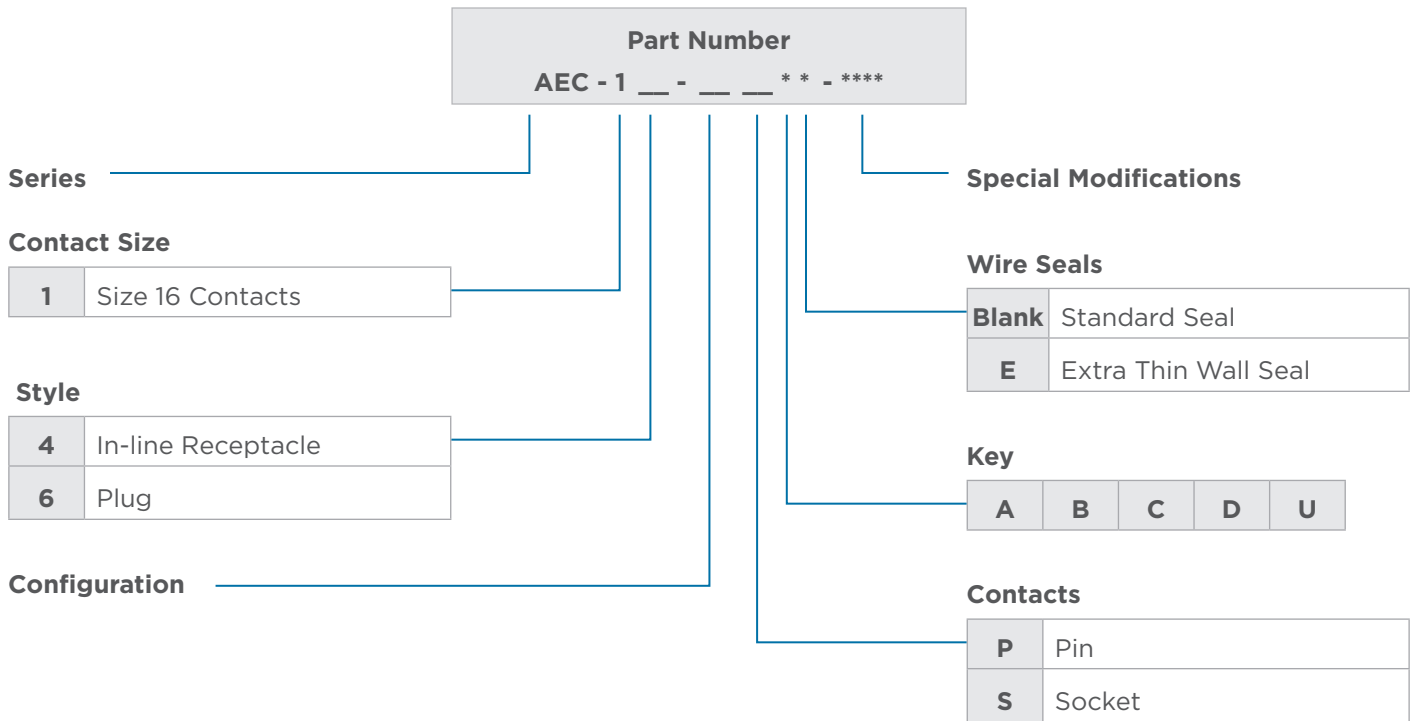 Part Number
AEC - 1 __ - __ __ * * - ****
Series
Special Modifications
Contact Size
1 Size 16 Contacts
Wire Seals
Blank Standard Seal
E Extra Thin Wall Seal
Style
4 In-line Receptacle
6 Plug
Key
A B C D U
Configuration
Contacts
P Pin
S Socket